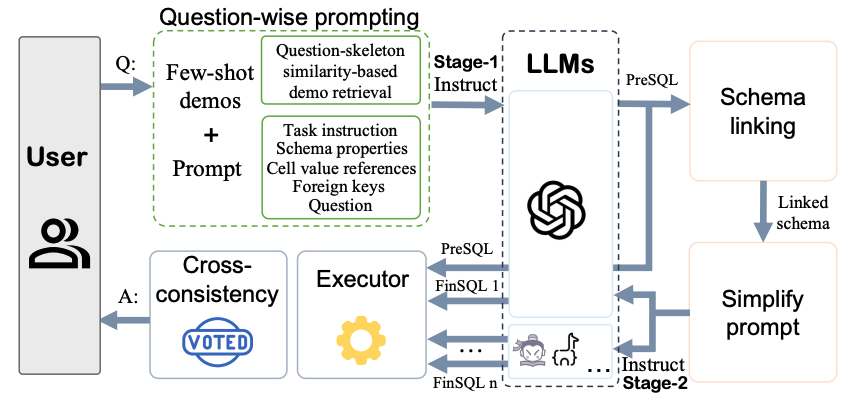 Question-wise prompting
User
Q:
Few-shot
demos
+
Prompt
Question-skeleton
similarity-based
demo retrieval
Task instruction
Schema properties
Cell value references
Foreign keys
Question
Stage-1
Instruct
LLMs
PreSQL
Schema
linking
Linked
schema
Simplify
prompt
Instruct
Stage-2
...
PreSQL
FinSQL 1
...
FinSQL n
Executor
Cross-
consistency
VOTED
A: